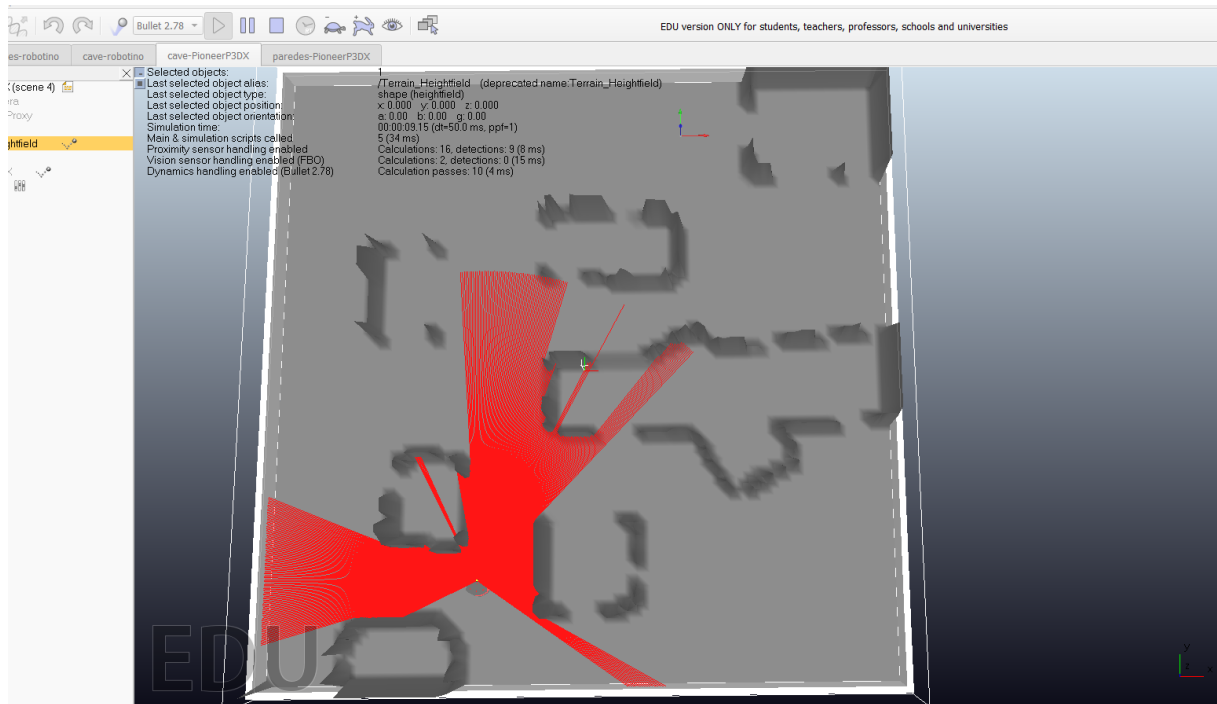 Bullet 2.78
EDU version ONLY for students, teachers, professors, schools and universities
es-robotino
cave-robotino
cave-PioneerP3DX
paredes-PioneerP3DX
(scene 4)
ra
Proxy
ghtfield
Selected objects: 1
Last selected object alias: /Terrain_Heightfield (deprecated name:Terrain_Heightfield)
Last selected object type: shape (heightfield)
Last selected object position: x: 0.000 y: 0.000 z: 0.000
Last selected object orientation: a: 0.00 b: 0.00 g: 0.00
Simulation time: 00:00:09.15 (dt=50.0 ms, ppf=1)
Main & simulation scripts called 5 (34 ms)
Proximity sensor handling enabled Calculations: 16, detections: 9 (8 ms)
Vision sensor handling enabled (FBO) Calculations: 2, detections: 0 (15 ms)
Dynamics handling enabled (Bullet 2.78) Calculation passes: 10 (4 ms)
EDU
y
z x